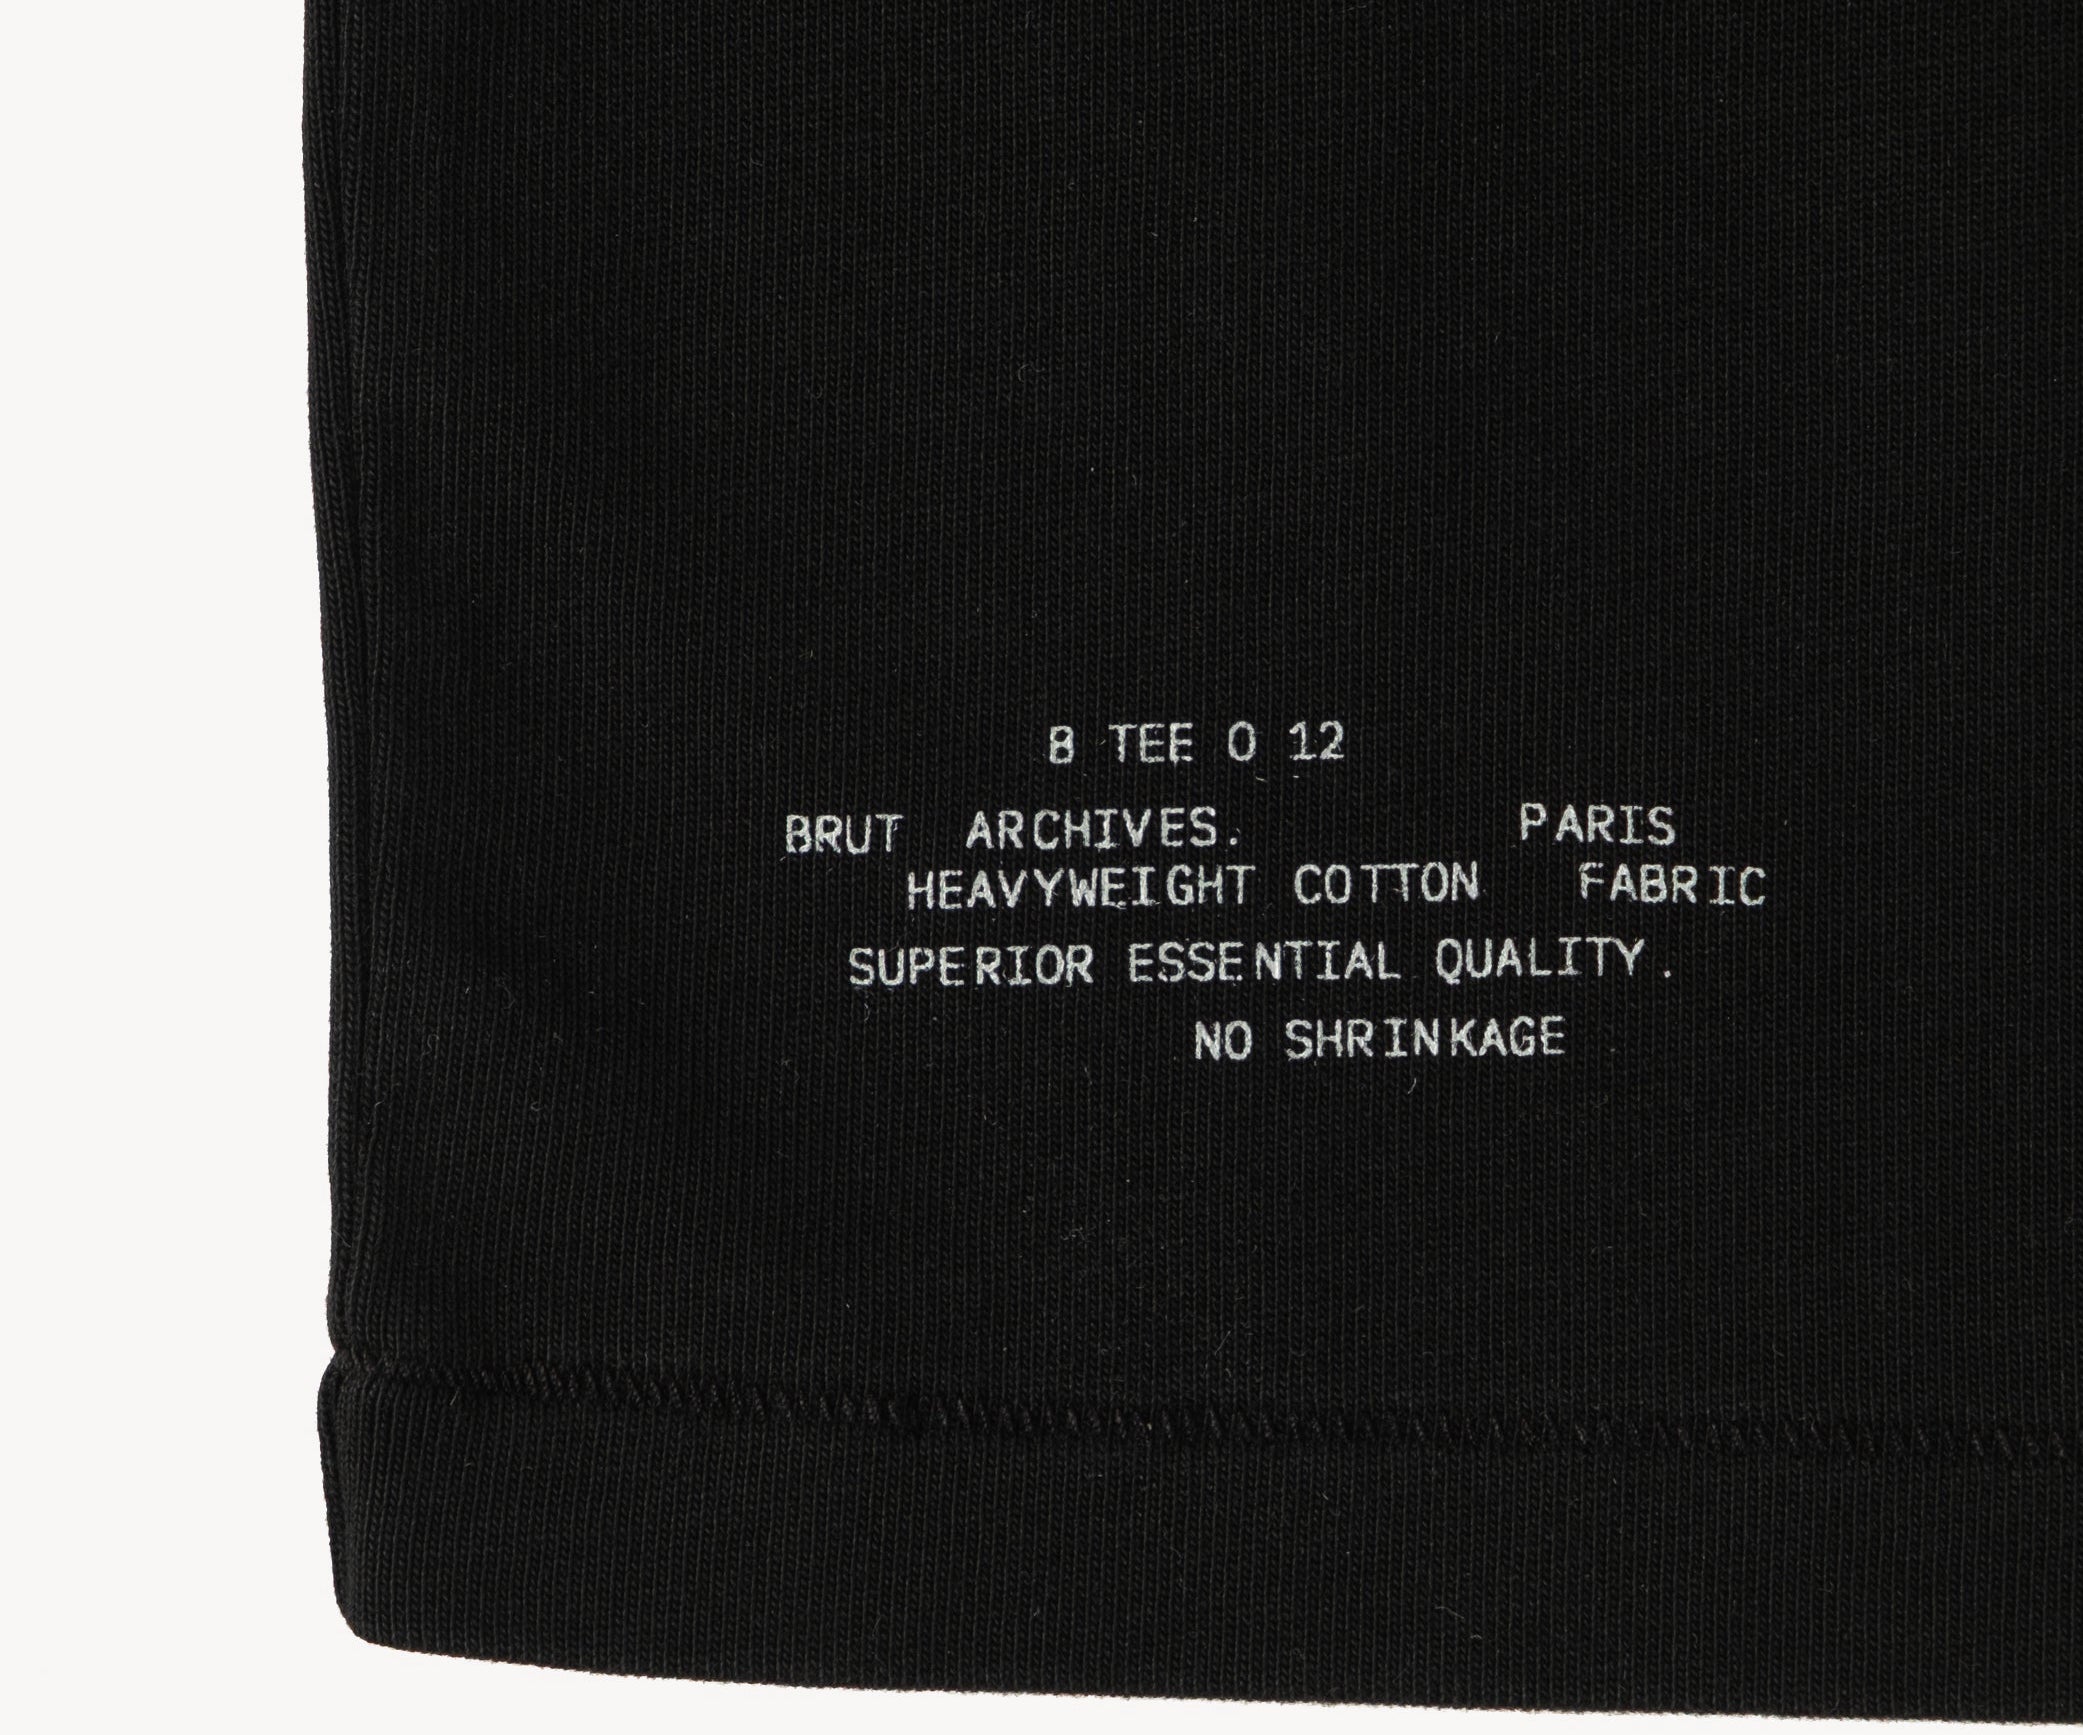 8 TEE O 12
BRUT ARCHIVES. PARIS
HEAVYWEIGHT COTTON FABRIC
SUPERIOR ESSENTIAL QUALITY.
NO SHRINKAGE